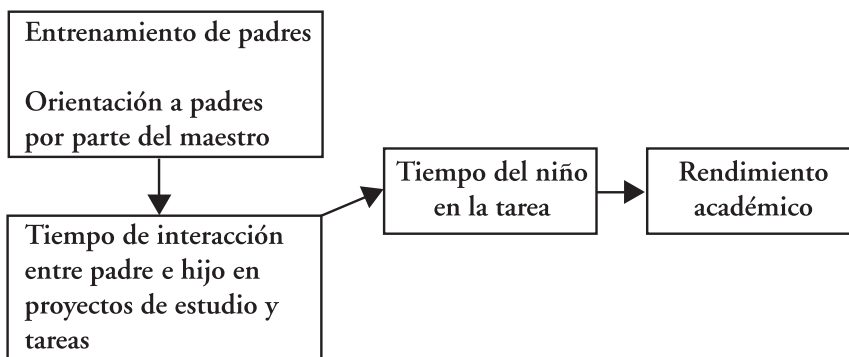 Entrenamiento de padres
Orientación a padres
por parte del maestro
Tiempo de interacción
entre padre e hijo en
proyectos de estudio y
tareas
Tiempo del niño
en la tarea
Rendimiento
académico